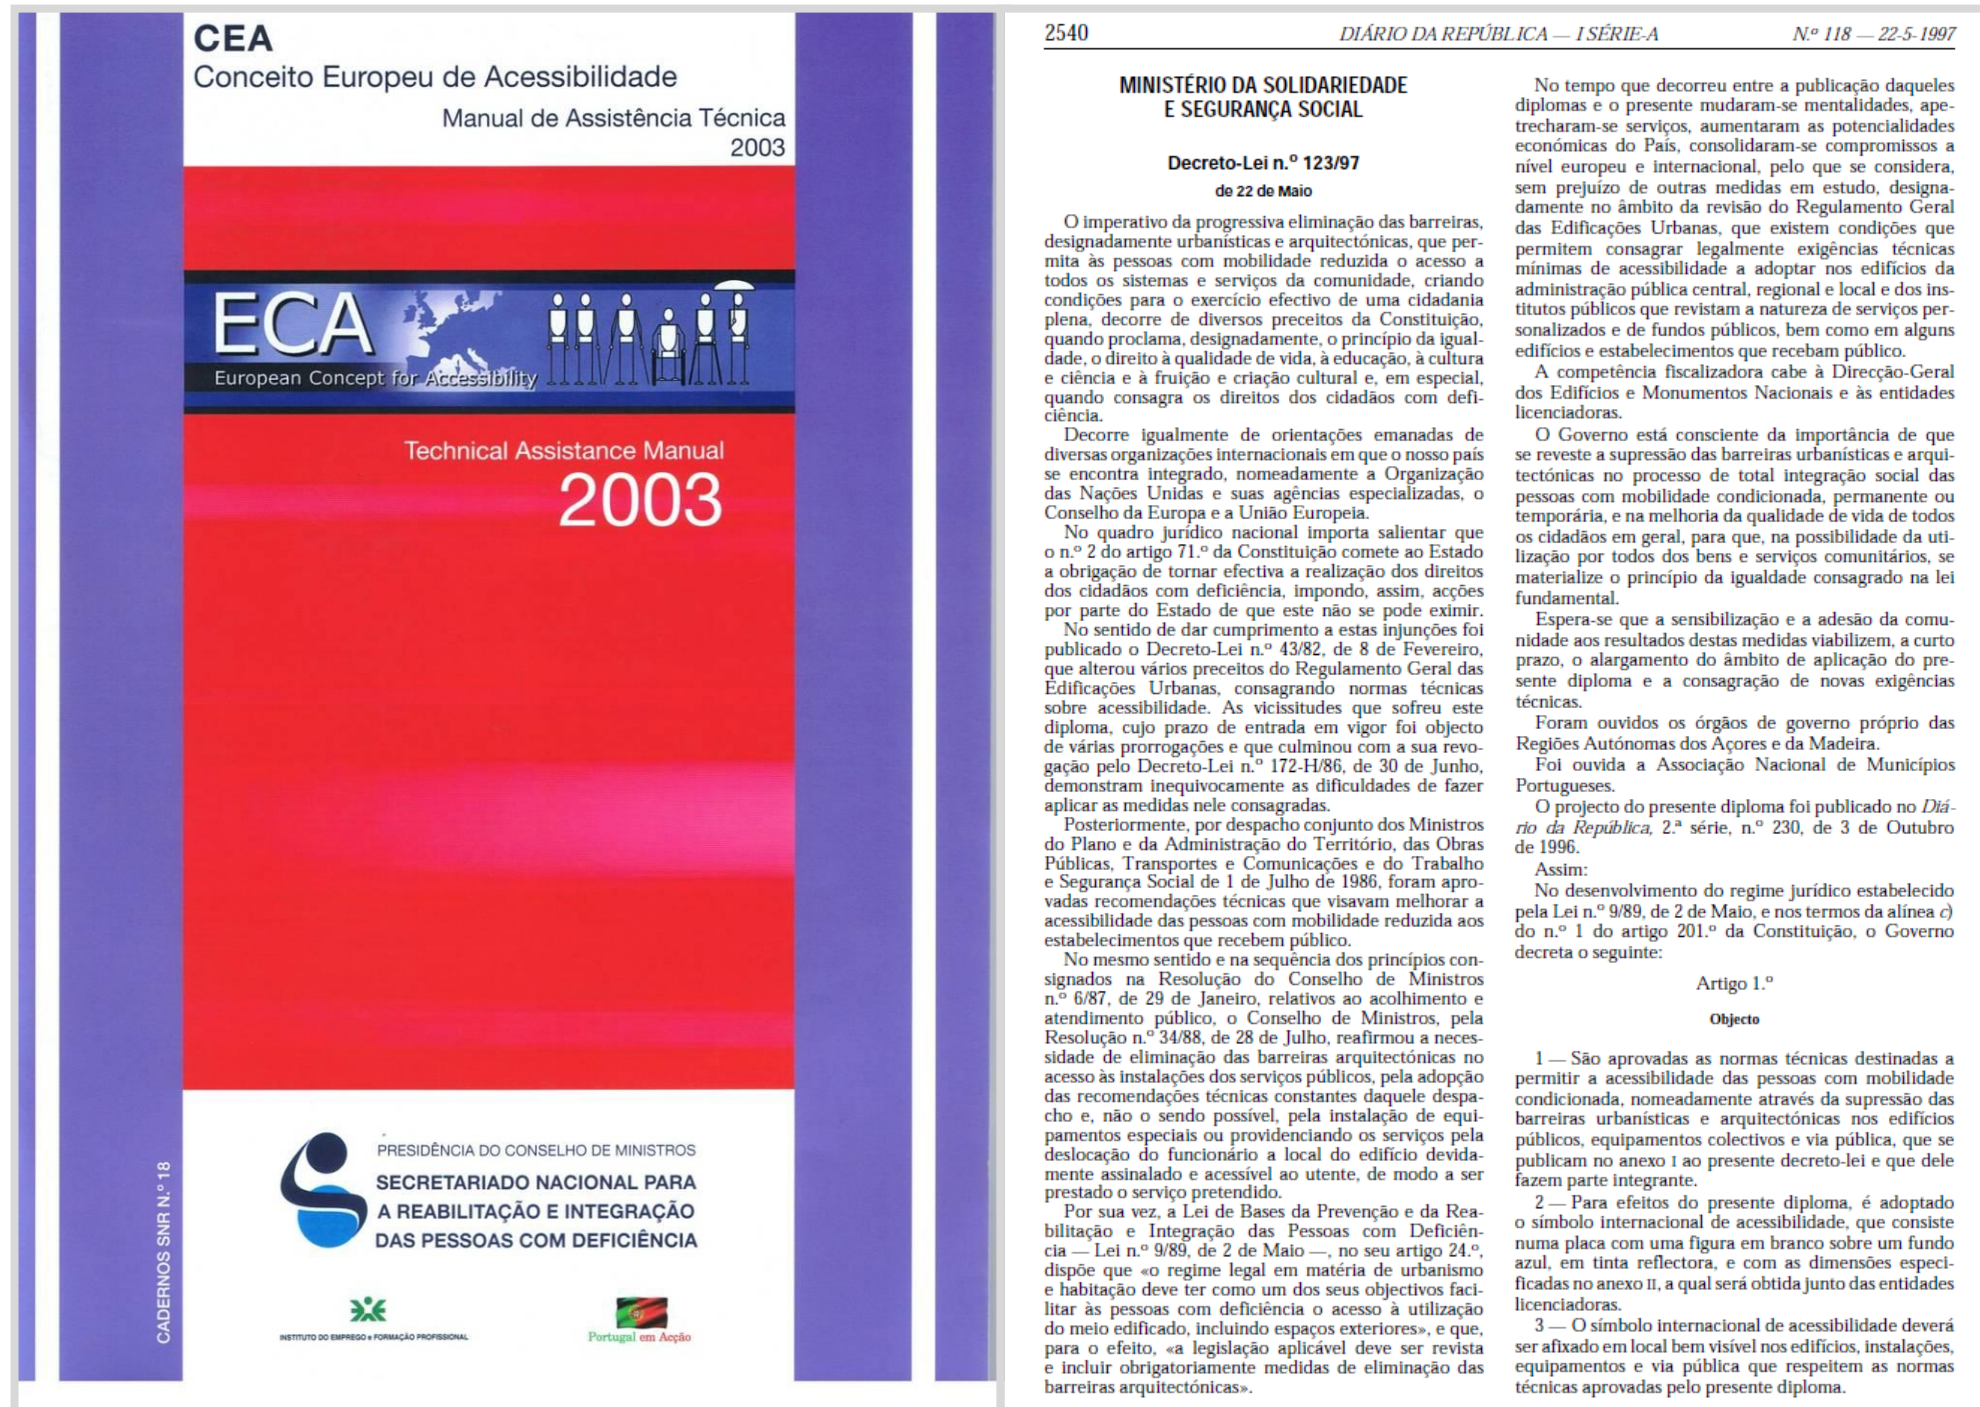 CEA
Conceito Europeu de Acessibilidade
Manual de Assistência Técnica
2003
ECA
European Concept for Accessibility
Technical Assistance Manual
2003
PRESIDÊNCIA DO CONSELHO DE MINISTROS
SECRETARIADO NACIONAL PARA
A REABILITAÇÃO E INTEGRAÇÃO
DAS PESSOAS COM DEFICIÊNCIA
CADERNOS SNR N.º 18
INSTITUTO DO EMPREGO e FORMAÇÃO PROFISSIONAL
Portugal em Acção
2540
DIÁRIO DA REPÚBLICA — I SÉRIE-A
N.º 118 — 22-5-1997
MINISTÉRIO DA SOLIDARIEDADE
E SEGURANÇA SOCIAL
Decreto-Lei n.º 123/97
de 22 de Maio
O imperativo da progressiva eliminação das barreiras,
designadamente urbanísticas e arquitectónicas, que per-
mita às pessoas com mobilidade reduzida o acesso a
todos os sistemas e serviços da comunidade, criando
condições para o exercício efectivo de uma cidadania
plena, decorre de diversos preceitos da Constituição,
quando proclama, designadamente, o princípio da igual-
dade, o direito à qualidade de vida, à educação, à cultura
e ciência e à fruição e criação cultural e, em especial,
quando consagra os direitos dos cidadãos com defi-
ciência.
Decorre igualmente de orientações emanadas de
diversas organizações internacionais em que o nosso país
se encontra integrado, nomeadamente a Organização
das Nações Unidas e suas agências especializadas, o
Conselho da Europa e a União Europeia.
No quadro jurídico nacional importa salientar que
o n.º 2 do artigo 71.º da Constituição comete ao Estado
a obrigação de tornar efectiva a realização dos direitos
dos cidadãos com deficiência, impondo, assim, acções
por parte do Estado de que este não se pode eximir.
No sentido de dar cumprimento a estas injunções foi
publicado o Decreto-Lei n.º 43/82, de 8 de Fevereiro,
que alterou vários preceitos do Regulamento Geral das
Edificações Urbanas, consagrando normas técnicas
sobre acessibilidade. As vicissitudes que sofreu este
diploma, cujo prazo de entrada em vigor foi objecto
de várias prorrogações e que culminou com a sua revo-
gação pelo Decreto-Lei n.º 172-H/86, de 30 de Junho,
demonstram inequivocamente as dificuldades de fazer
aplicar as medidas nele consagradas.
Posteriormente, por despacho conjunto dos Ministros
do Plano e da Administração do Território, das Obras
Públicas, Transportes e Comunicações e do Trabalho
e Segurança Social de 1 de Julho de 1986, foram apro-
vadas recomendações técnicas que visavam melhorar a
acessibilidade das pessoas com mobilidade reduzida aos
estabelecimentos que recebem público.
No mesmo sentido e na sequência dos princípios con-
signados na Resolução do Conselho de Ministros
n.º 6/87, de 29 de Janeiro, relativos ao acolhimento e
atendimento público, o Conselho de Ministros, pela
Resolução n.º 34/88, de 28 de Julho, reafirmou a neces-
sidade de eliminação das barreiras arquitectónicas no
acesso às instalações dos serviços públicos, pela adopção
das recomendações técnicas constantes daquele despa-
cho e, não o sendo possível, pela instalação de equi-
pamentos especiais ou providenciando os serviços pela
deslocação do funcionário a local do edifício devida-
mente assinalado e acessível ao utente, de modo a ser
prestado o serviço pretendido.
Por sua vez, a Lei de Bases da Prevenção e da Rea-
bilitação e Integração das Pessoas com Deficiên-
cia — Lei n.º 9/89, de 2 de Maio —, no seu artigo 24.º,
dispõe que «o regime legal em matéria de urbanismo
e habitação deve ter como um dos seus objectivos faci-
litar às pessoas com deficiência o acesso à utilização
do meio edificado, incluindo espaços exteriores», e que,
para o efeito, «a legislação aplicável deve ser revista
e incluir obrigatoriamente medidas de eliminação das
barreiras arquitectónicas».
No tempo que decorreu entre a publicação daqueles
diplomas e o presente mudaram-se mentalidades, ape-
trecharam-se serviços, aumentaram as potencialidades
económicas do País, consolidaram-se compromissos a
nível europeu e internacional, pelo que se considera,
sem prejuízo de outras medidas em estudo, designa-
damente no âmbito da revisão do Regulamento Geral
das Edificações Urbanas, que existem condições que
permitem consagrar legalmente exigências técnicas
mínimas de acessibilidade a adoptar nos edifícios da
administração pública central, regional e local e dos ins-
titutos públicos que revistam a natureza de serviços per-
sonalizados e de fundos públicos, bem como em alguns
edifícios e estabelecimentos que recebam público.
A competência fiscalizadora cabe à Direcção-Geral
dos Edifícios e Monumentos Nacionais e às entidades
licenciadoras.
O Governo está consciente da importância de que
se reveste a supressão das barreiras urbanísticas e arqui-
tectónicas no processo de total integração social das
pessoas com mobilidade condicionada, permanente ou
temporária, e na melhoria da qualidade de vida de todos
os cidadãos em geral, para que, na possibilidade da uti-
lização por todos dos bens e serviços comunitários, se
materialize o princípio da igualdade consagrado na lei
fundamental.
Espera-se que a sensibilização e a adesão da comu-
nidade aos resultados destas medidas viabilizem, a curto
prazo, o alargamento do âmbito de aplicação do pre-
sente diploma e a consagração de novas exigências
técnicas.
Foram ouvidos os órgãos de governo próprio das
Regiões Autónomas dos Açores e da Madeira.
Foi ouvida a Associação Nacional de Municípios
Portugueses.
O projecto do presente diploma foi publicado no Diá-
rio da República, 2.ª série, n.º 230, de 3 de Outubro
de 1996.
Assim:
No desenvolvimento do regime jurídico estabelecido
pela Lei n.º 9/89, de 2 de Maio, e nos termos da alínea c)
do n.º 1 do artigo 201.º da Constituição, o Governo
decreta o seguinte:
Artigo 1.º
Objecto
1 — São aprovadas as normas técnicas destinadas a
permitir a acessibilidade das pessoas com mobilidade
condicionada, nomeadamente através da supressão das
barreiras urbanísticas e arquitectónicas nos edifícios
públicos, equipamentos colectivos e via pública, que se
publicam no anexo I ao presente decreto-lei e que dele
fazem parte integrante.
2 — Para efeitos do presente diploma, é adoptado
o símbolo internacional de acessibilidade, que consiste
numa placa com uma figura em branco sobre um fundo
azul, em tinta reflectora, e com as dimensões especi-
ficadas no anexo II, a qual será obtida junto das entidades
licenciadoras.
3 — O símbolo internacional de acessibilidade deverá
ser afixado em local bem visível nos edifícios, instalações,
equipamentos e via pública que respeitem as normas
técnicas aprovadas pelo presente diploma.